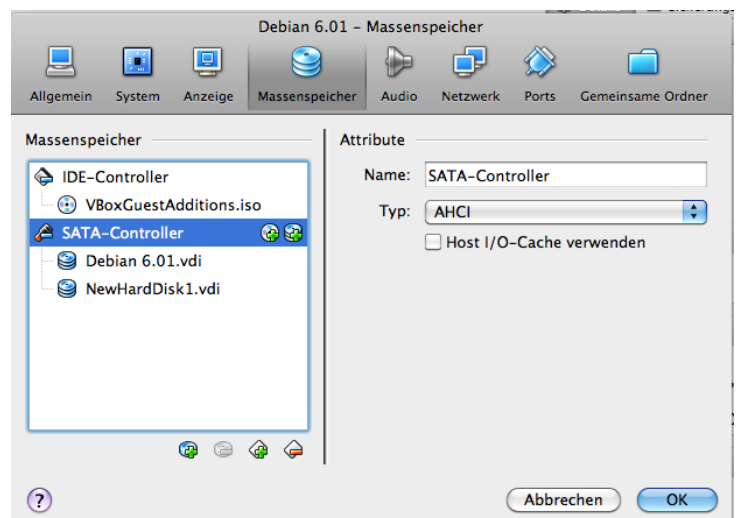 Debian 6.01 – Massenspeicher
Allgemein System Anzeige Massenspeicher Audio Netzwerk Ports Gemeinsame Ordner
Massenspeicher
IDE-Controller
VBoxGuestAdditions.iso
SATA-Controller
Debian 6.01.vdi
NewHardDisk1.vdi
Attribute
Name: SATA-Controller
Typ: AHCI
Host I/O-Cache verwenden
?
Abbrechen OK